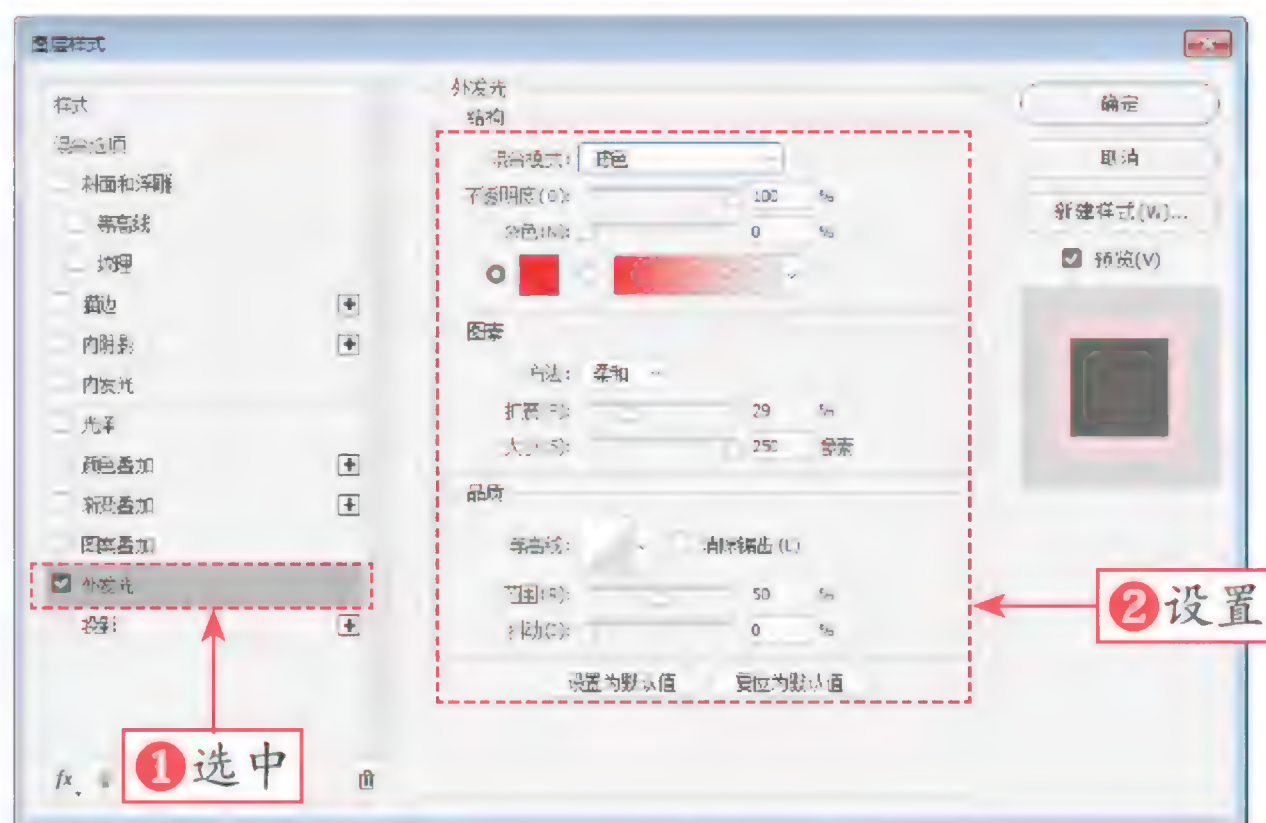 图层样式
样式
混合选项
斜面和浮雕
等高线
纹理
描边
内阴影
内发光
光泽
颜色叠加
渐变叠加
图案叠加
外发光
投影
fx
❶选中
外发光
结构
混合模式: 滤色
不透明度(O): 100 %
杂色(N): 0 %
图素
方法: 柔和
扩展(P): 29 %
大小(S): 250 像素
品质
等高线: 消除锯齿(L)
范围(R): 50 %
抖动(J): 0 %
设置为默认值 复位为默认值
确定
取消
新建样式(W)...
预览(V)
❷设置